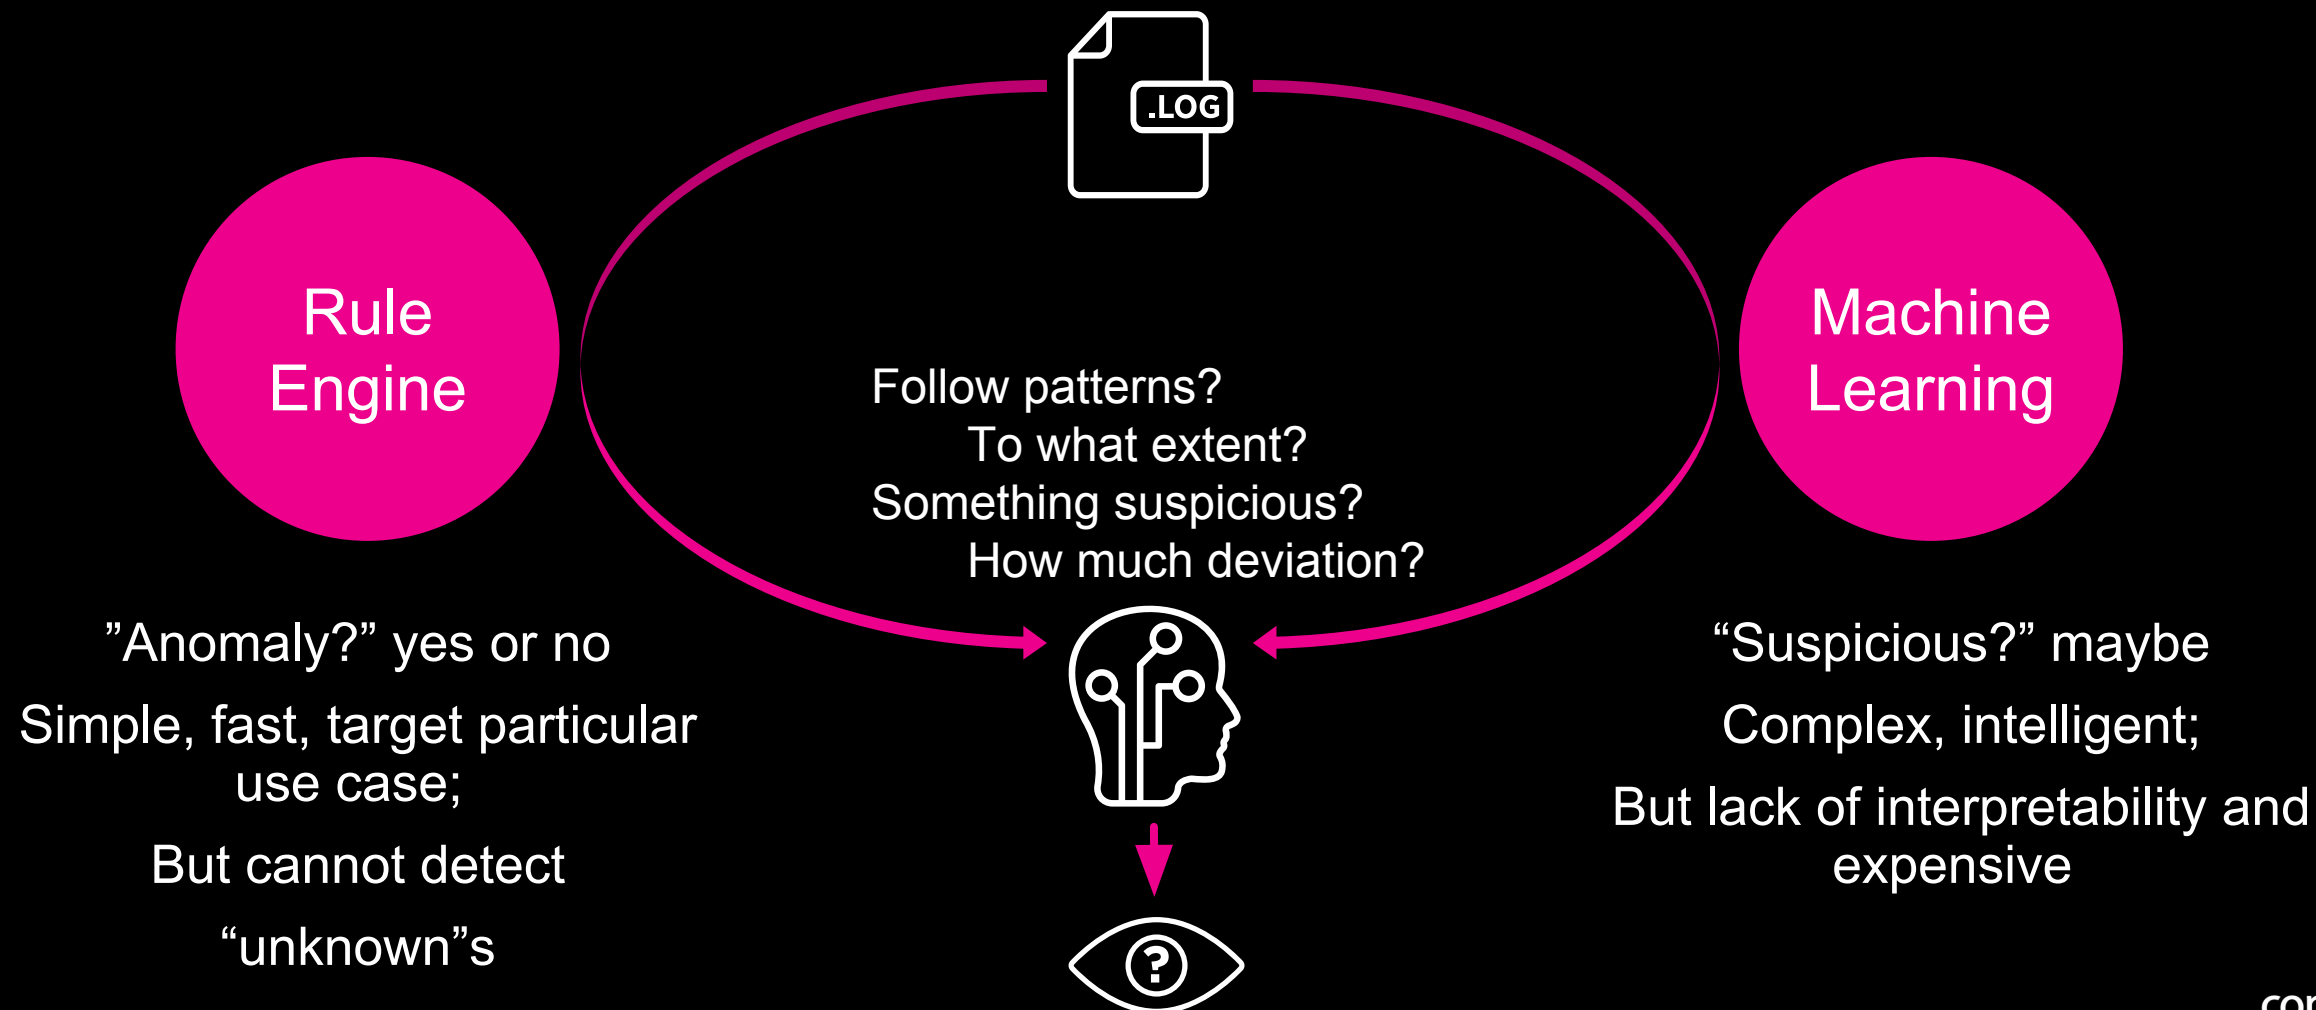 .LOG
Rule
Engine
Machine
Learning
Follow patterns?
To what extent?
Something suspicious?
How much deviation?
”Anomaly?” yes or no
Simple, fast, target particular
use case;
But cannot detect
“unknown”s
“Suspicious?” maybe
Complex, intelligent;
But lack of interpretability and
expensive
?